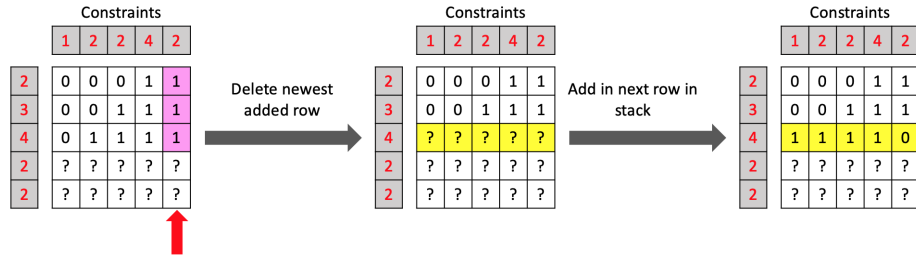 Constraints
1 2 2 4 2
2 0 0 0 1 1
3 0 0 1 1 1
4 0 1 1 1 1
2 ? ? ? ? ?
2 ? ? ? ? ?
Delete newest
added row
Constraints
1 2 2 4 2
2 0 0 0 1 1
3 0 0 1 1 1
4 ? ? ? ? ?
2 ? ? ? ? ?
2 ? ? ? ? ?
Add in next row in
stack
Constraints
1 2 2 4 2
2 0 0 0 1 1
3 0 0 1 1 1
4 1 1 1 1 0
2 ? ? ? ? ?
2 ? ? ? ? ?